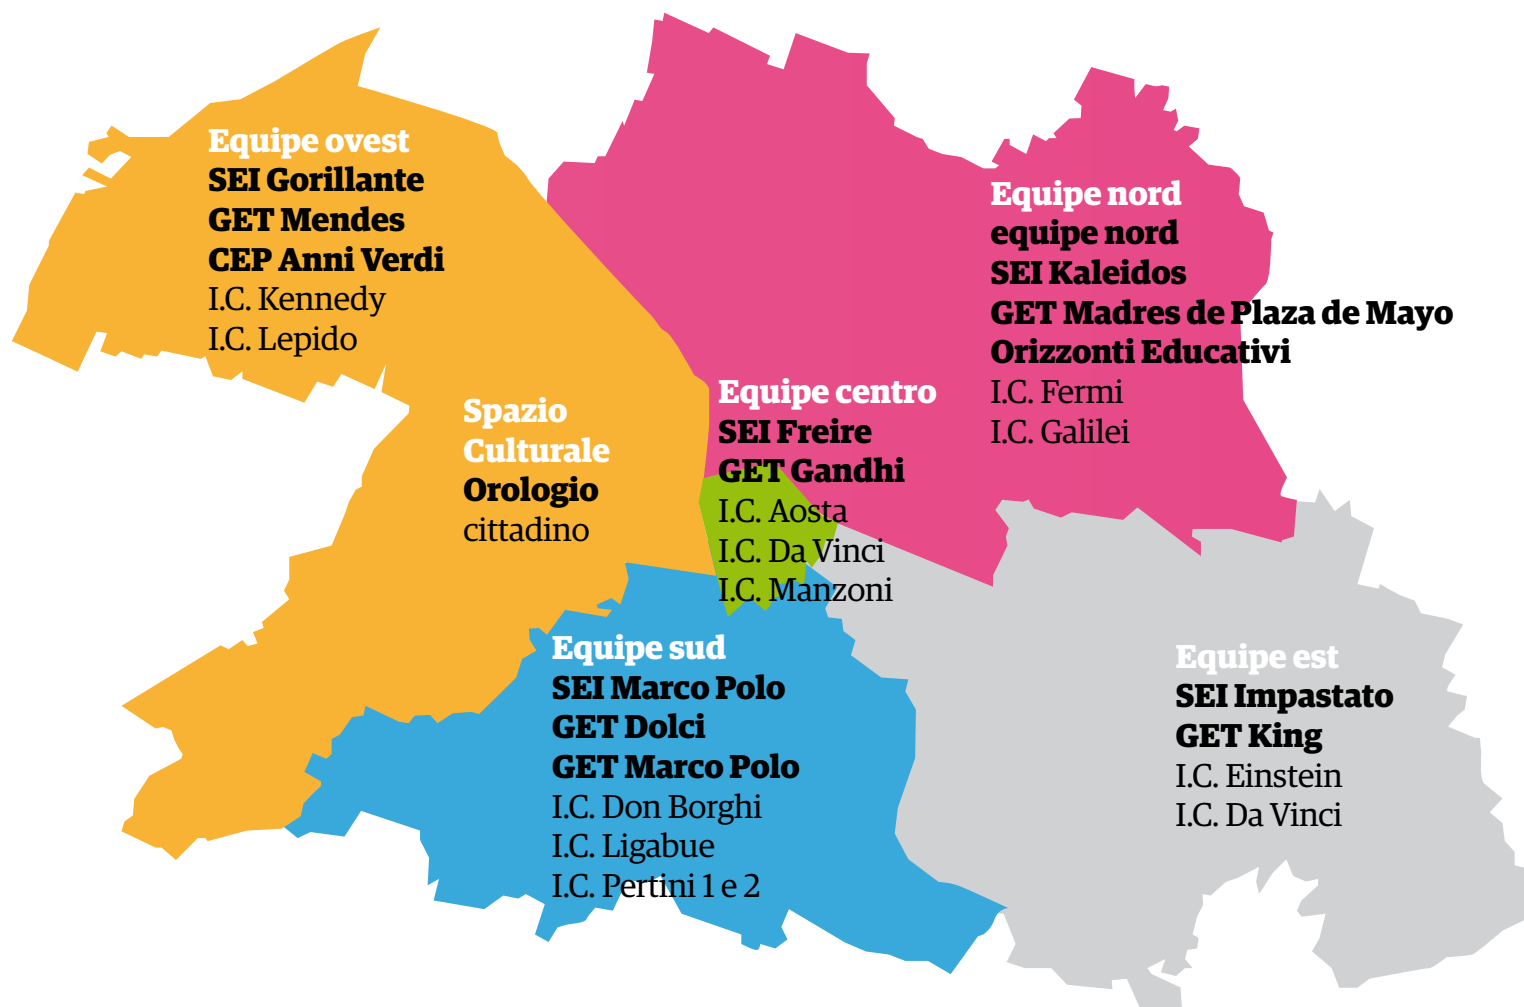 Equipe ovest
SEI Gorillante
GET Mendes
CEP Anni Verdi
I.C. Kennedy
I.C. Lepido
Spazio
Culturale
Orologio
cittadino
Equipe nord
equipe nord
SEI Kaleidos
GET Madres de Plaza de Mayo
Orizzonti Educativi
I.C. Fermi
I.C. Galilei
Equipe centro
SEI Freire
GET Gandhi
I.C. Aosta
I.C. Da Vinci
I.C. Manzoni
Equipe sud
SEI Marco Polo
GET Dolci
GET Marco Polo
I.C. Don Borghi
I.C. Ligabue
I.C. Pertini 1 e 2
Equipe est
SEI Impastato
GET King
I.C. Einstein
I.C. Da Vinci